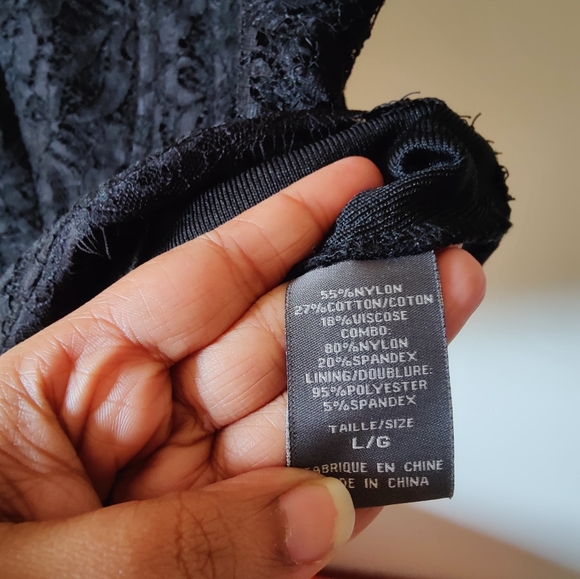 55%NYLON
27%COTTON/COTON
18%VISCOSE
COMBO:
80%NYLON
20%SPANDEX
LINING/DOUBLURE:
95%POLYESTER
5%SPANDEX
TAILLE/SIZE
L/G
FABRIQUE EN CHINE
DE IN CHINA